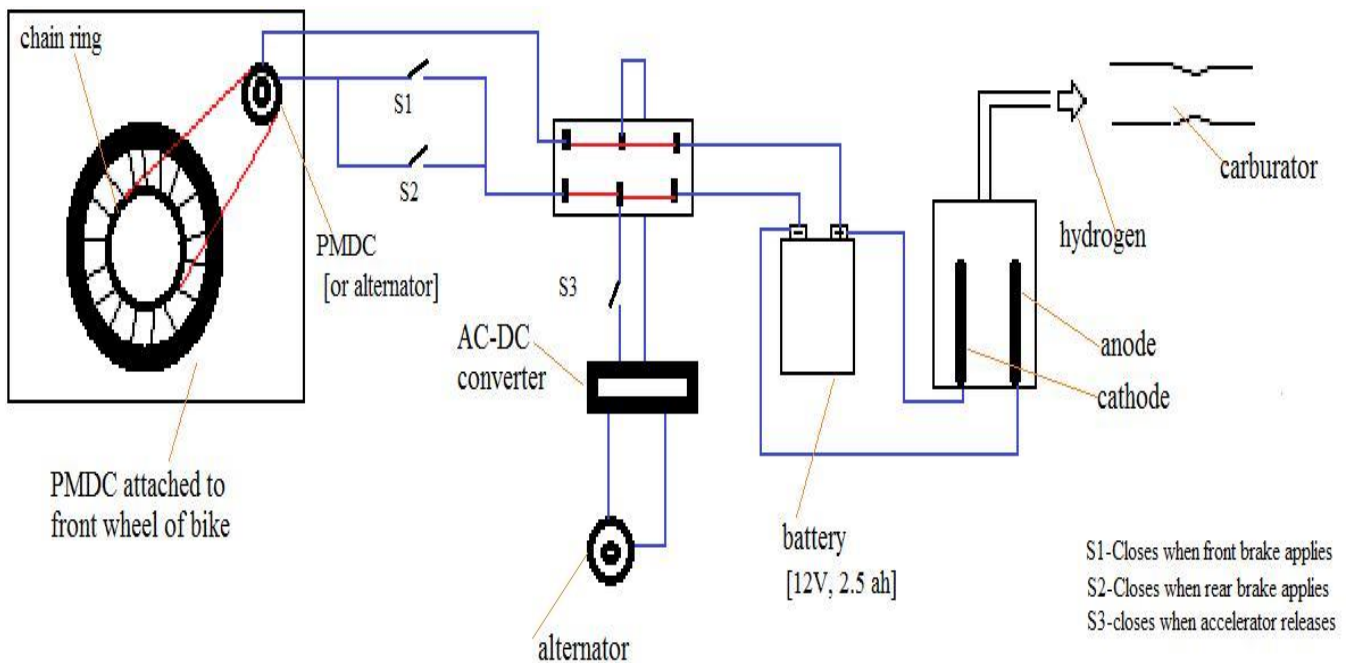 chain ring
S1
S2
PMDC
[or alternator]
carburator
hydrogen
S3
AC-DC
converter
anode
cathode
PMDC attached to
front wheel of bike
battery
[12V, 2.5 ah]
alternator
S1-Closes when front brake applies
S2-Closes when rear brake applies
S3-closes when accelerator releases